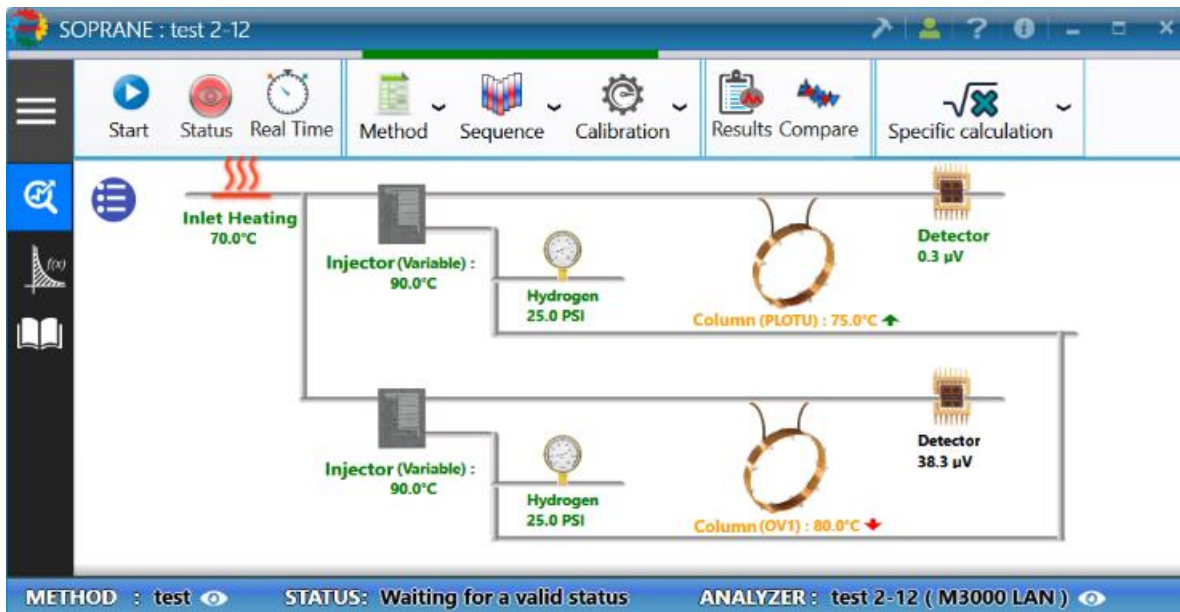 SOPRANE : test 2-12
Start
Status
Real Time
Method
Sequence
Calibration
Results
Compare
Specific calculation
Inlet Heating
70.0°C
Injector (Variable) :
90.0°C
Hydrogen
25.0 PSI
Column (PLOTU) : 75.0°C
Detector
0.3 µV
f(x)
Injector (Variable) :
90.0°C
Hydrogen
25.0 PSI
Column (OV1) : 80.0°C
Detector
38.3 µV
METHOD : test
STATUS: Waiting for a valid status
ANALYZER : test 2-12 ( M3000 LAN )